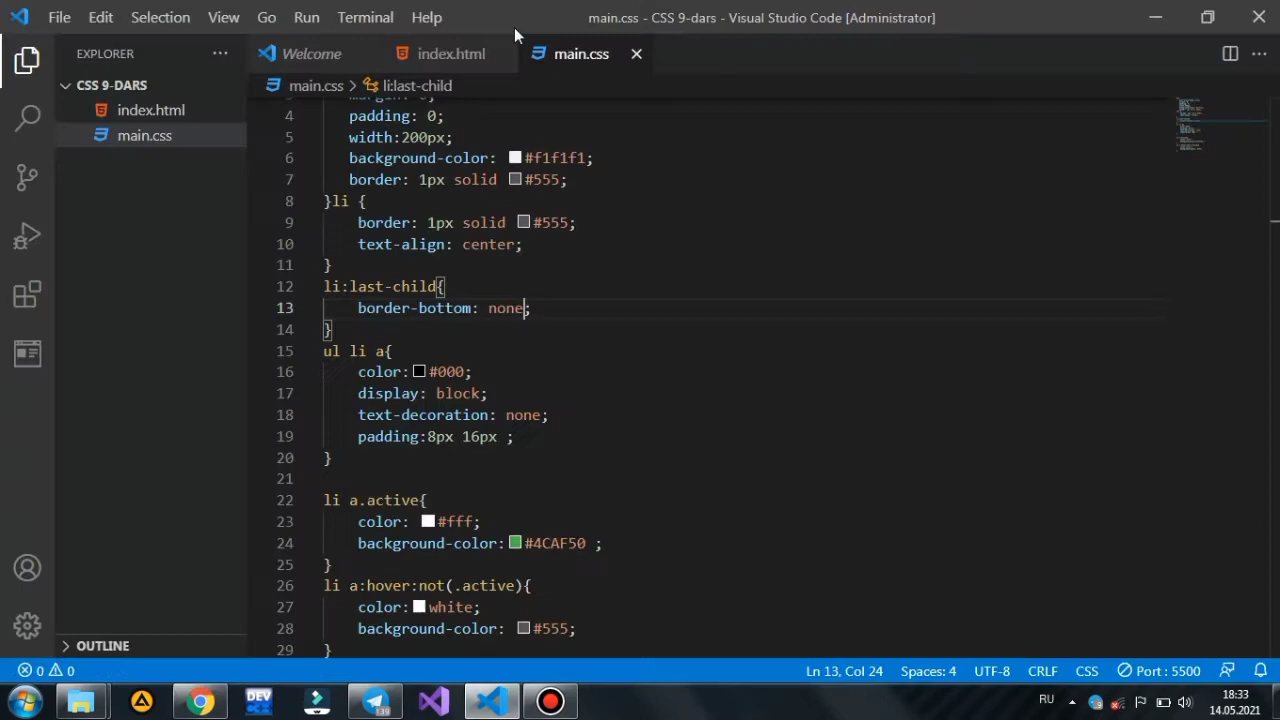 File Edit Selection View Go Run Terminal Help main.css - CSS 9-dars - Visual Studio Code [Administrator]
EXPLORER ··· Welcome index.html main.css
CSS 9-DARS main.css > li:last-child
index.html
main.css
4 padding: 0;
5 width:200px;
6 background-color: #f1f1f1;
7 border: 1px solid #555;
8 }li {
9 border: 1px solid #555;
10 text-align: center;
11 }
12 li:last-child{
13 border-bottom: none;
14 }
15 ul li a{
16 color: #000;
17 display: block;
18 text-decoration: none;
19 padding:8px 16px ;
20 }
21
22 li a.active{
23 color: #fff;
24 background-color: #4CAF50 ;
25 }
26 li a:hover:not(.active){
27 color: white;
28 background-color: #555;
29 }
OUTLINE
0 0 Ln 13, Col 24 Spaces: 4 UTF-8 CRLF CSS Port : 5500
DEV 139 RU 18:33
14.05.2021